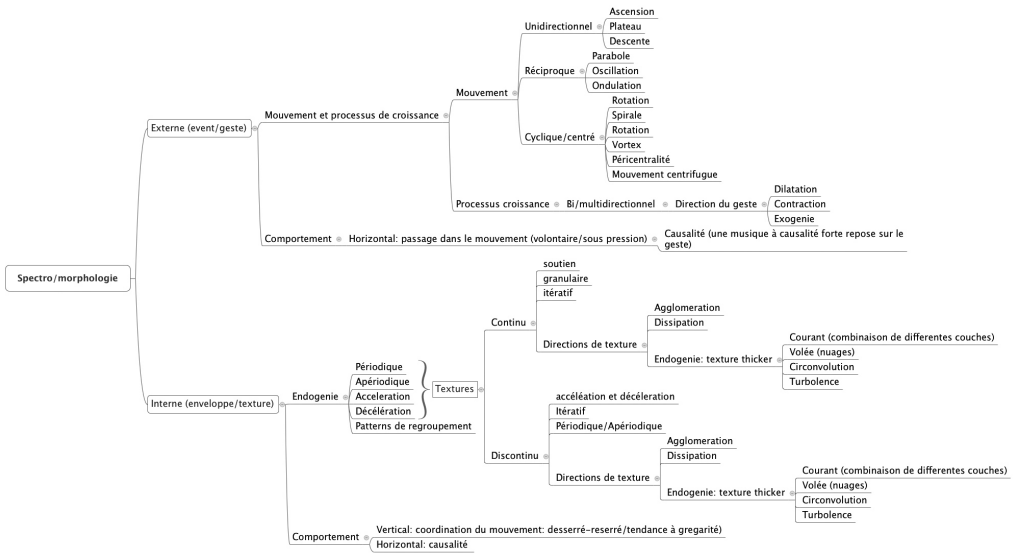 Spectro/morphologie
Externe (event/geste)
Mouvement et processus de croissance
Mouvement
Unidirectionnel
Ascension
Plateau
Descente
Réciproque
Parabole
Oscillation
Ondulation
Cyclique/centré
Rotation
Spirale
Rotation
Vortex
Péricentralité
Mouvement centrifugue
Processus croissance
Bi/multidirectionnel
Direction du geste
Dilatation
Contraction
Exogenie
Comportement
Horizontal: passage dans le mouvement (volontaire/sous pression)
Causalité (une musique à causalité forte repose sur le
geste)
Interne (enveloppe/texture)
Endogenie
Périodique
Apériodique
Acceleration
Décélération
Patterns de regroupement
Textures
Continu
soutien
granulaire
itératif
Directions de texture
Agglomeration
Dissipation
Endogenie: texture thicker
Courant (combinaison de differentes couches)
Volée (nuages)
Circonvolution
Turbulence
Discontinu
accéléation et décéleration
Itératif
Périodique/Apériodique
Directions de texture
Agglomeration
Dissipation
Endogenie: texture thicker
Courant (combinaison de differentes couches)
Volée (nuages)
Circonvolution
Turbulence
Comportement
Vertical: coordination du mouvement: desserré-reserré/tendance à gregarité)
Horizontal: causalité